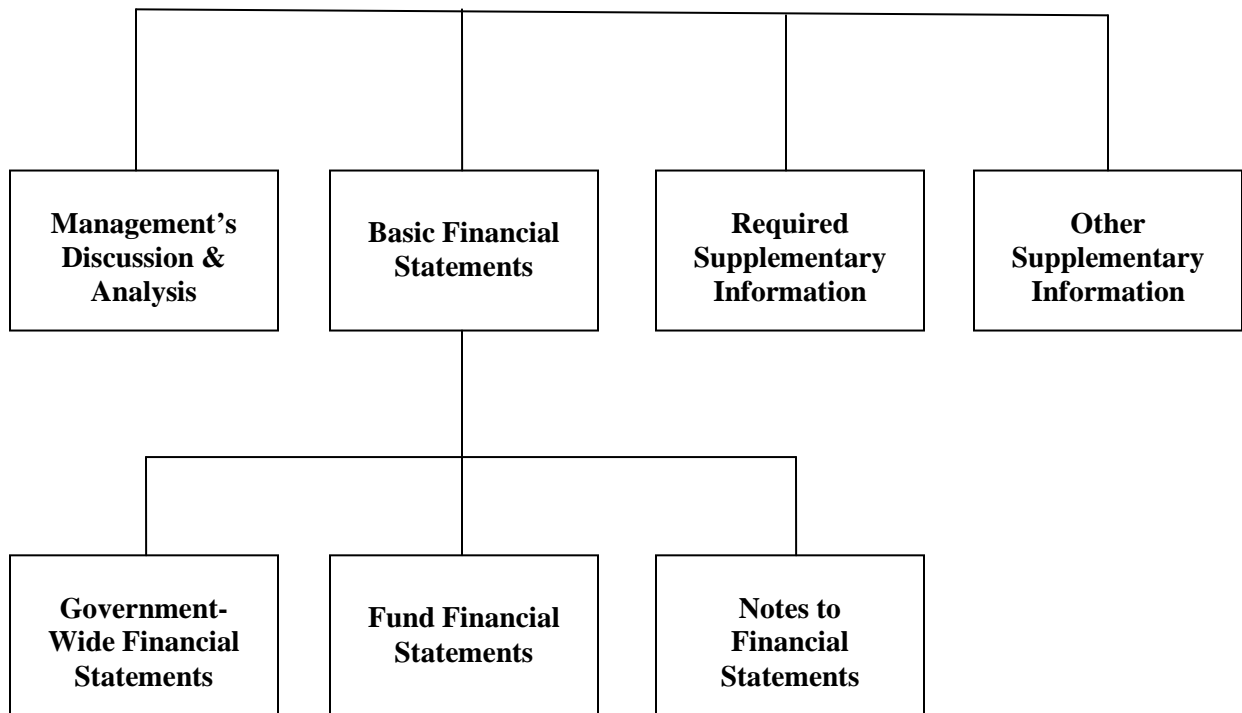 Management’s
Discussion &
Analysis
Basic Financial
Statements
Required
Supplementary
Information
Other
Supplementary
Information
Government-
Wide Financial
Statements
Fund Financial
Statements
Notes to
Financial
Statements